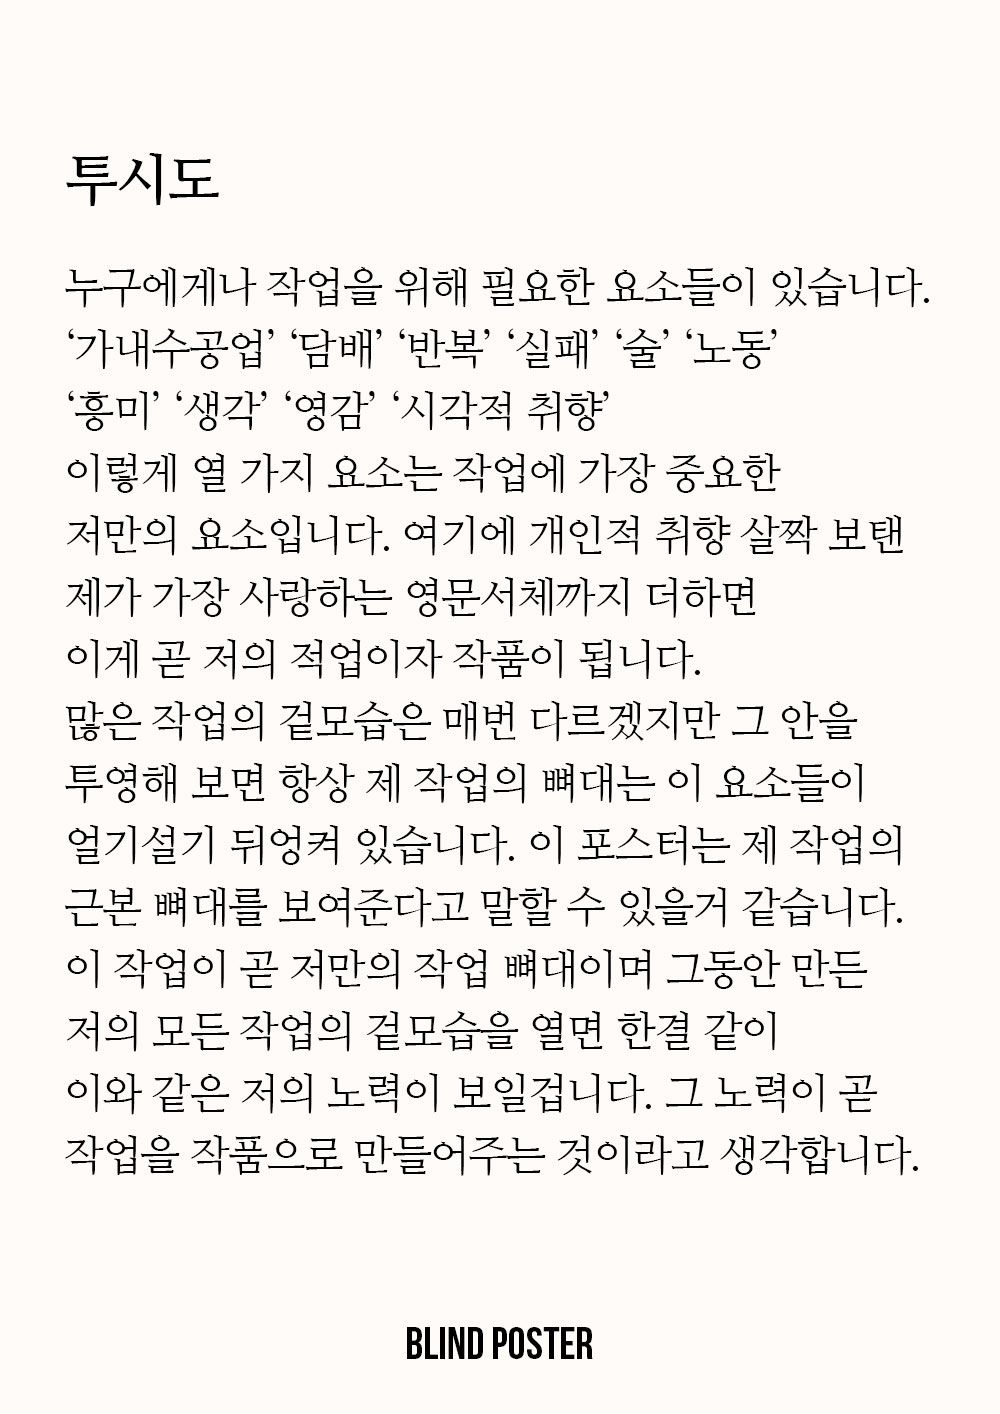 투시도
누구에게나 작업을 위해 필요한 요소들이 있습니다.
‘가내수공업’ ‘담배’ ‘반복’ ‘실패’ ‘술’ ‘노동’
‘흥미’ ‘생각’ ‘영감’ ‘시각적 취향’
이렇게 열 가지 요소는 작업에 가장 중요한
저만의 요소입니다. 여기에 개인적 취향 살짝 보탠
제가 가장 사랑하는 영문서체까지 더하면
이게 곧 저의 적업이자 작품이 됩니다.
많은 작업의 겉모습은 매번 다르겠지만 그 안을
투영해 보면 항상 제 작업의 뼈대는 이 요소들이
얼기설기 뒤엉켜 있습니다. 이 포스터는 제 작업의
근본 뼈대를 보여준다고 말할 수 있을거 같습니다.
이 작업이 곧 저만의 작업 뼈대이며 그동안 만든
저의 모든 작업의 겉모습을 열면 한결 같이
이와 같은 저의 노력이 보일겁니다. 그 노력이 곧
작업을 작품으로 만들어주는 것이라고 생각합니다.
BLIND POSTER